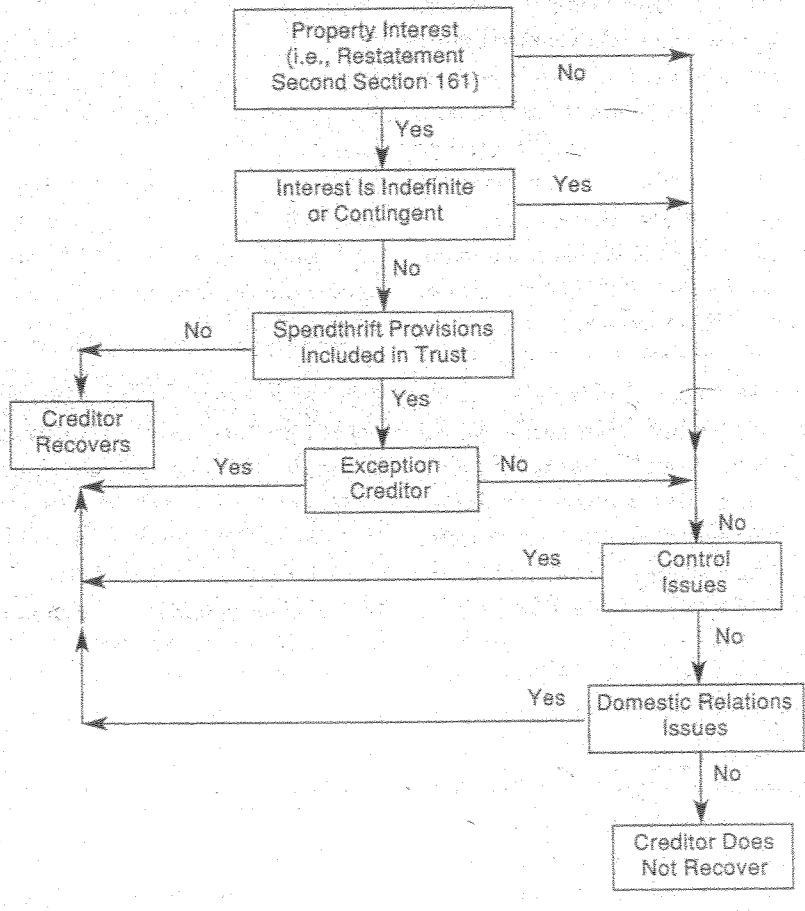 Property Interest
(i.e., Restatement
Second Section 161)
No
Yes
Interest Is Indefinite
or Contingent
Yes
No
Spendthrift Provisions
Included in Trust
No
Yes
Creditor
Recovers
Exception
Creditor
Yes
No
No
Control
Issues
Yes
No
Domestic Relations
Issues
Yes
No
Creditor Does
Not Recover